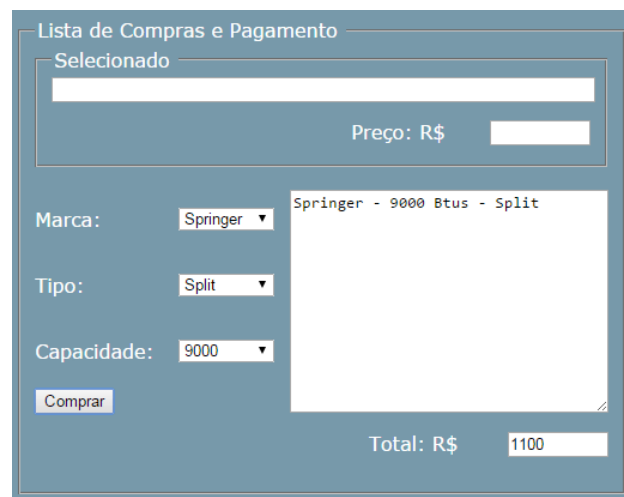 Lista de Compras e Pagamento
Selecionado
Preço: R$
Marca: Springer
Springer - 9000 Btus - Split
Tipo: Split
Capacidade: 9000
Comprar
Total: R$ 1100